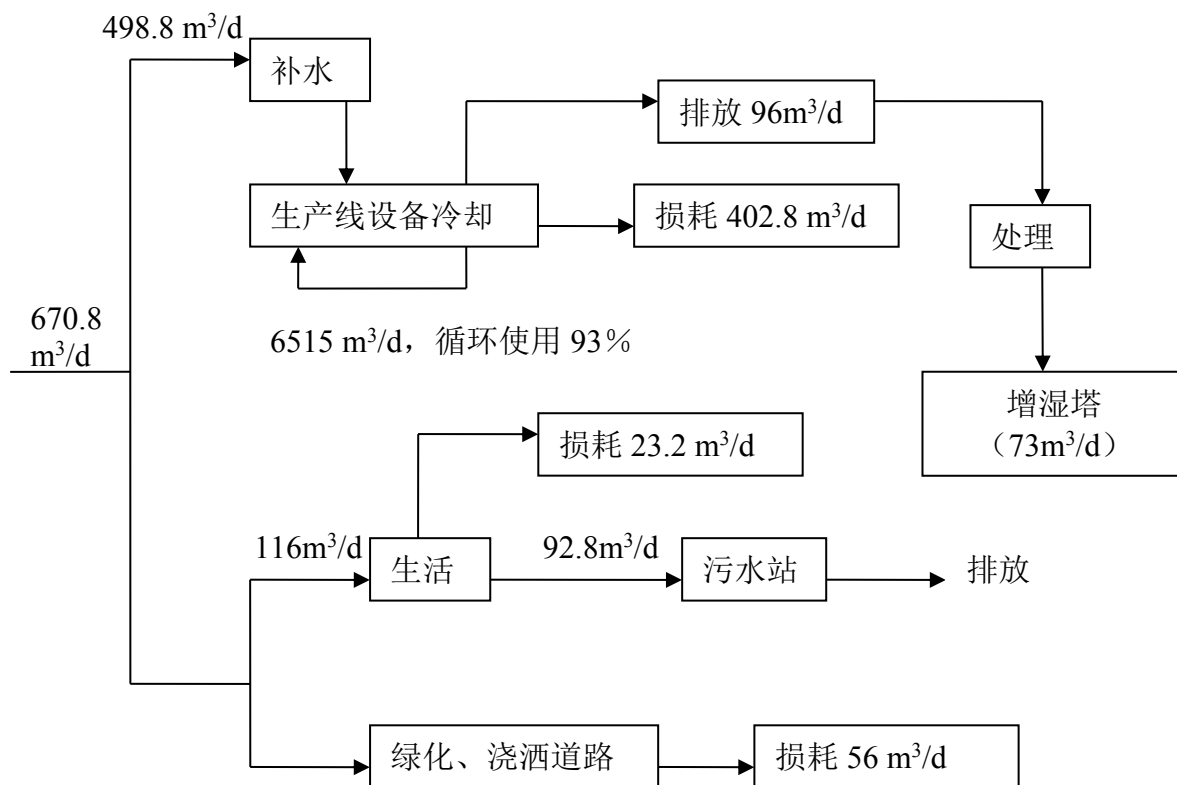 498.8 m³/d
补水
排放 96m³/d
生产线设备冷却
损耗 402.8 m³/d
处理
670.8
m³/d
6515 m³/d，循环使用 93％
增湿塔
（73m³/d）
损耗 23.2 m³/d
116m³/d
生活
92.8m³/d
污水站
排放
绿化、浇洒道路
损耗 56 m³/d